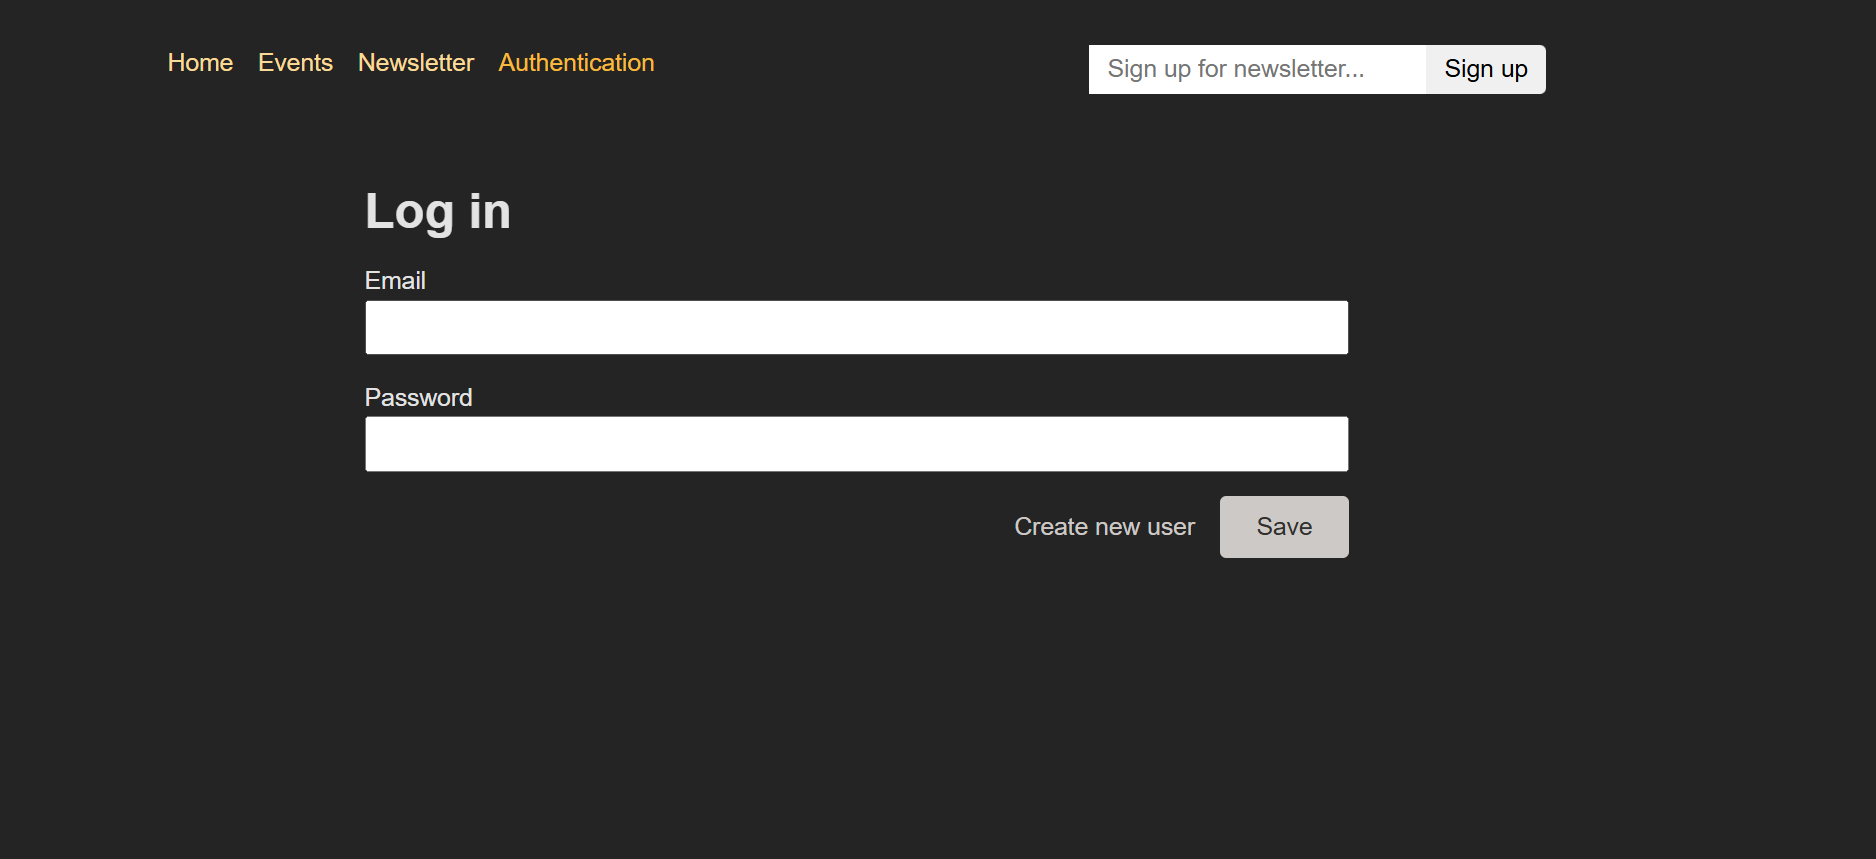 Home Events Newsletter Authentication
Sign up for newsletter... Sign up
Log in
Email
Password
Create new user Save